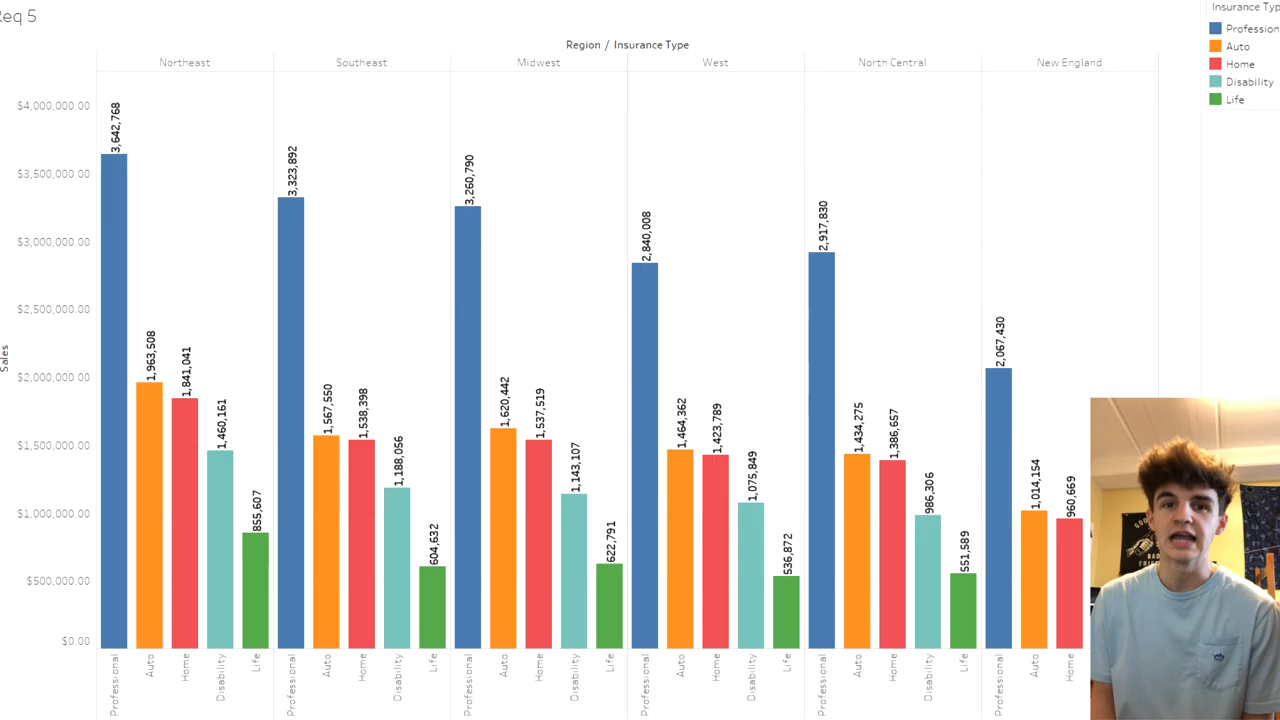 Req 5
Region / Insurance Type
Northeast Southeast Midwest West North Central New England
Insurance Typ
Profession
Auto
Home
Disability
Life
Sales
$4,000,000.00
$3,500,000.00
$3,000,000.00
$2,500,000.00
$2,000,000.00
$1,500,000.00
$1,000,000.00
$500,000.00
$0.00
3,642,768
1,963,508
1,841,041
1,460,161
855,607
3,323,892
1,567,550
1,538,398
1,188,056
604,632
3,260,790
1,620,442
1,537,519
1,143,107
622,791
2,840,008
1,464,362
1,423,789
1,075,849
536,872
2,917,830
1,434,275
1,386,657
986,306
551,589
2,067,430
1,014,154
960,669
Professional
Auto
Home
Disability
Life
Professional
Auto
Home
Disability
Life
Professional
Auto
Home
Disability
Life
Professional
Auto
Home
Disability
Life
Professional
Auto
Home
Disability
Life
Professional
Auto
Home